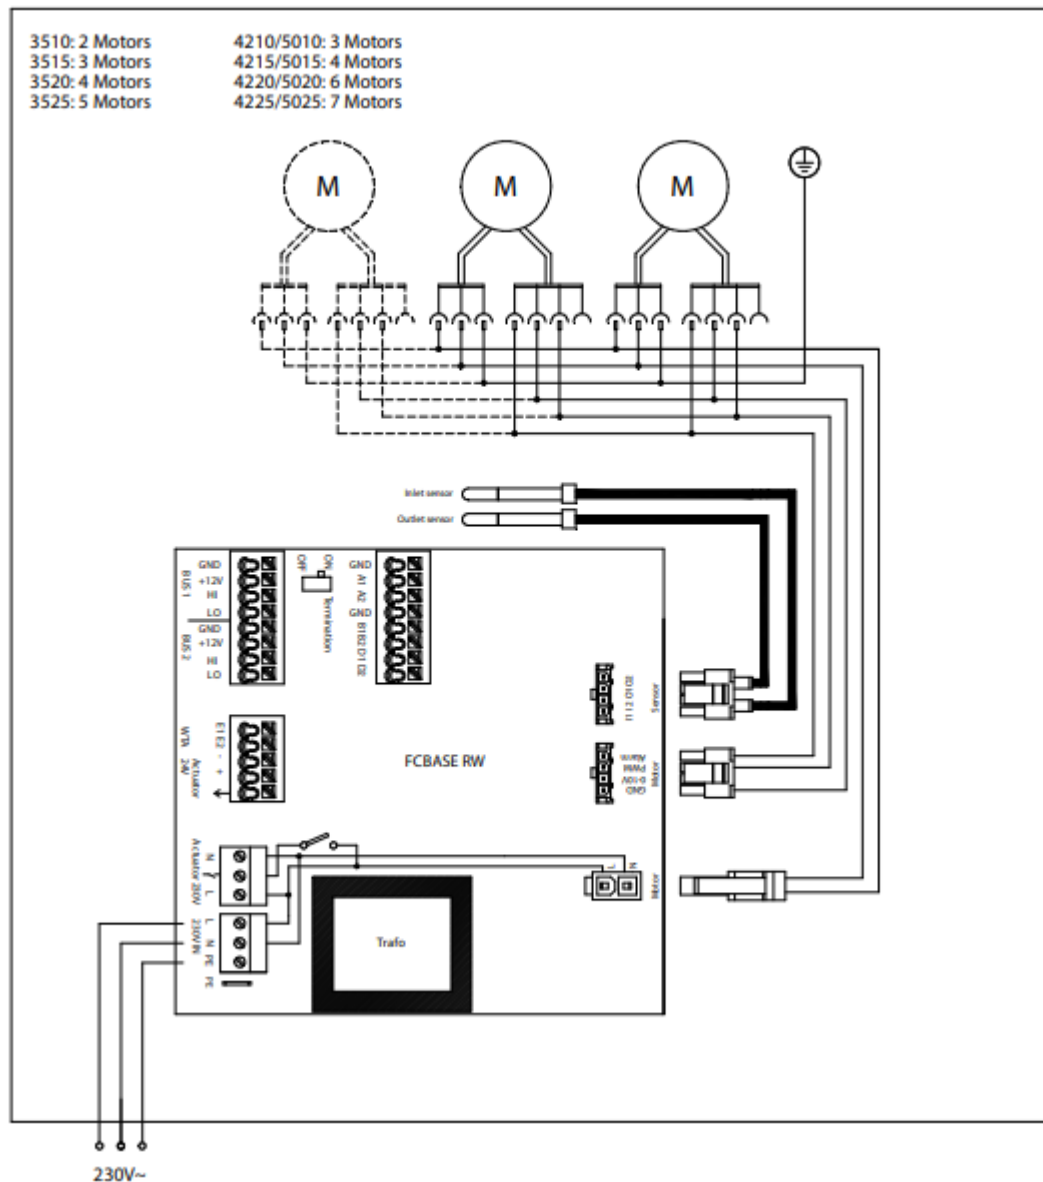 3510: 2 Motors
3515: 3 Motors
3520: 4 Motors
3525: 5 Motors
4210/5010: 3 Motors
4215/5015: 4 Motors
4220/5020: 6 Motors
4225/5025: 7 Motors
M
M
M
Inlet sensor
Outlet sensor
BUS 1
GND
+12V
HI
LO
BUS 2
GND
+12V
HI
LO
ON
OFF
Termination
GND
A1
A2
GND
B1 B2 D1 D2
I1 I2 O1 O2
Sensor
WTA
E1 E2
- +
Actuator
24V
FCBASE RW
Alarm
PWM
0-10V
GND
Motor
Actuator 230V
N
L
L
N
Motor
230V IN
L
N
PE
PE
Trafo
230V~